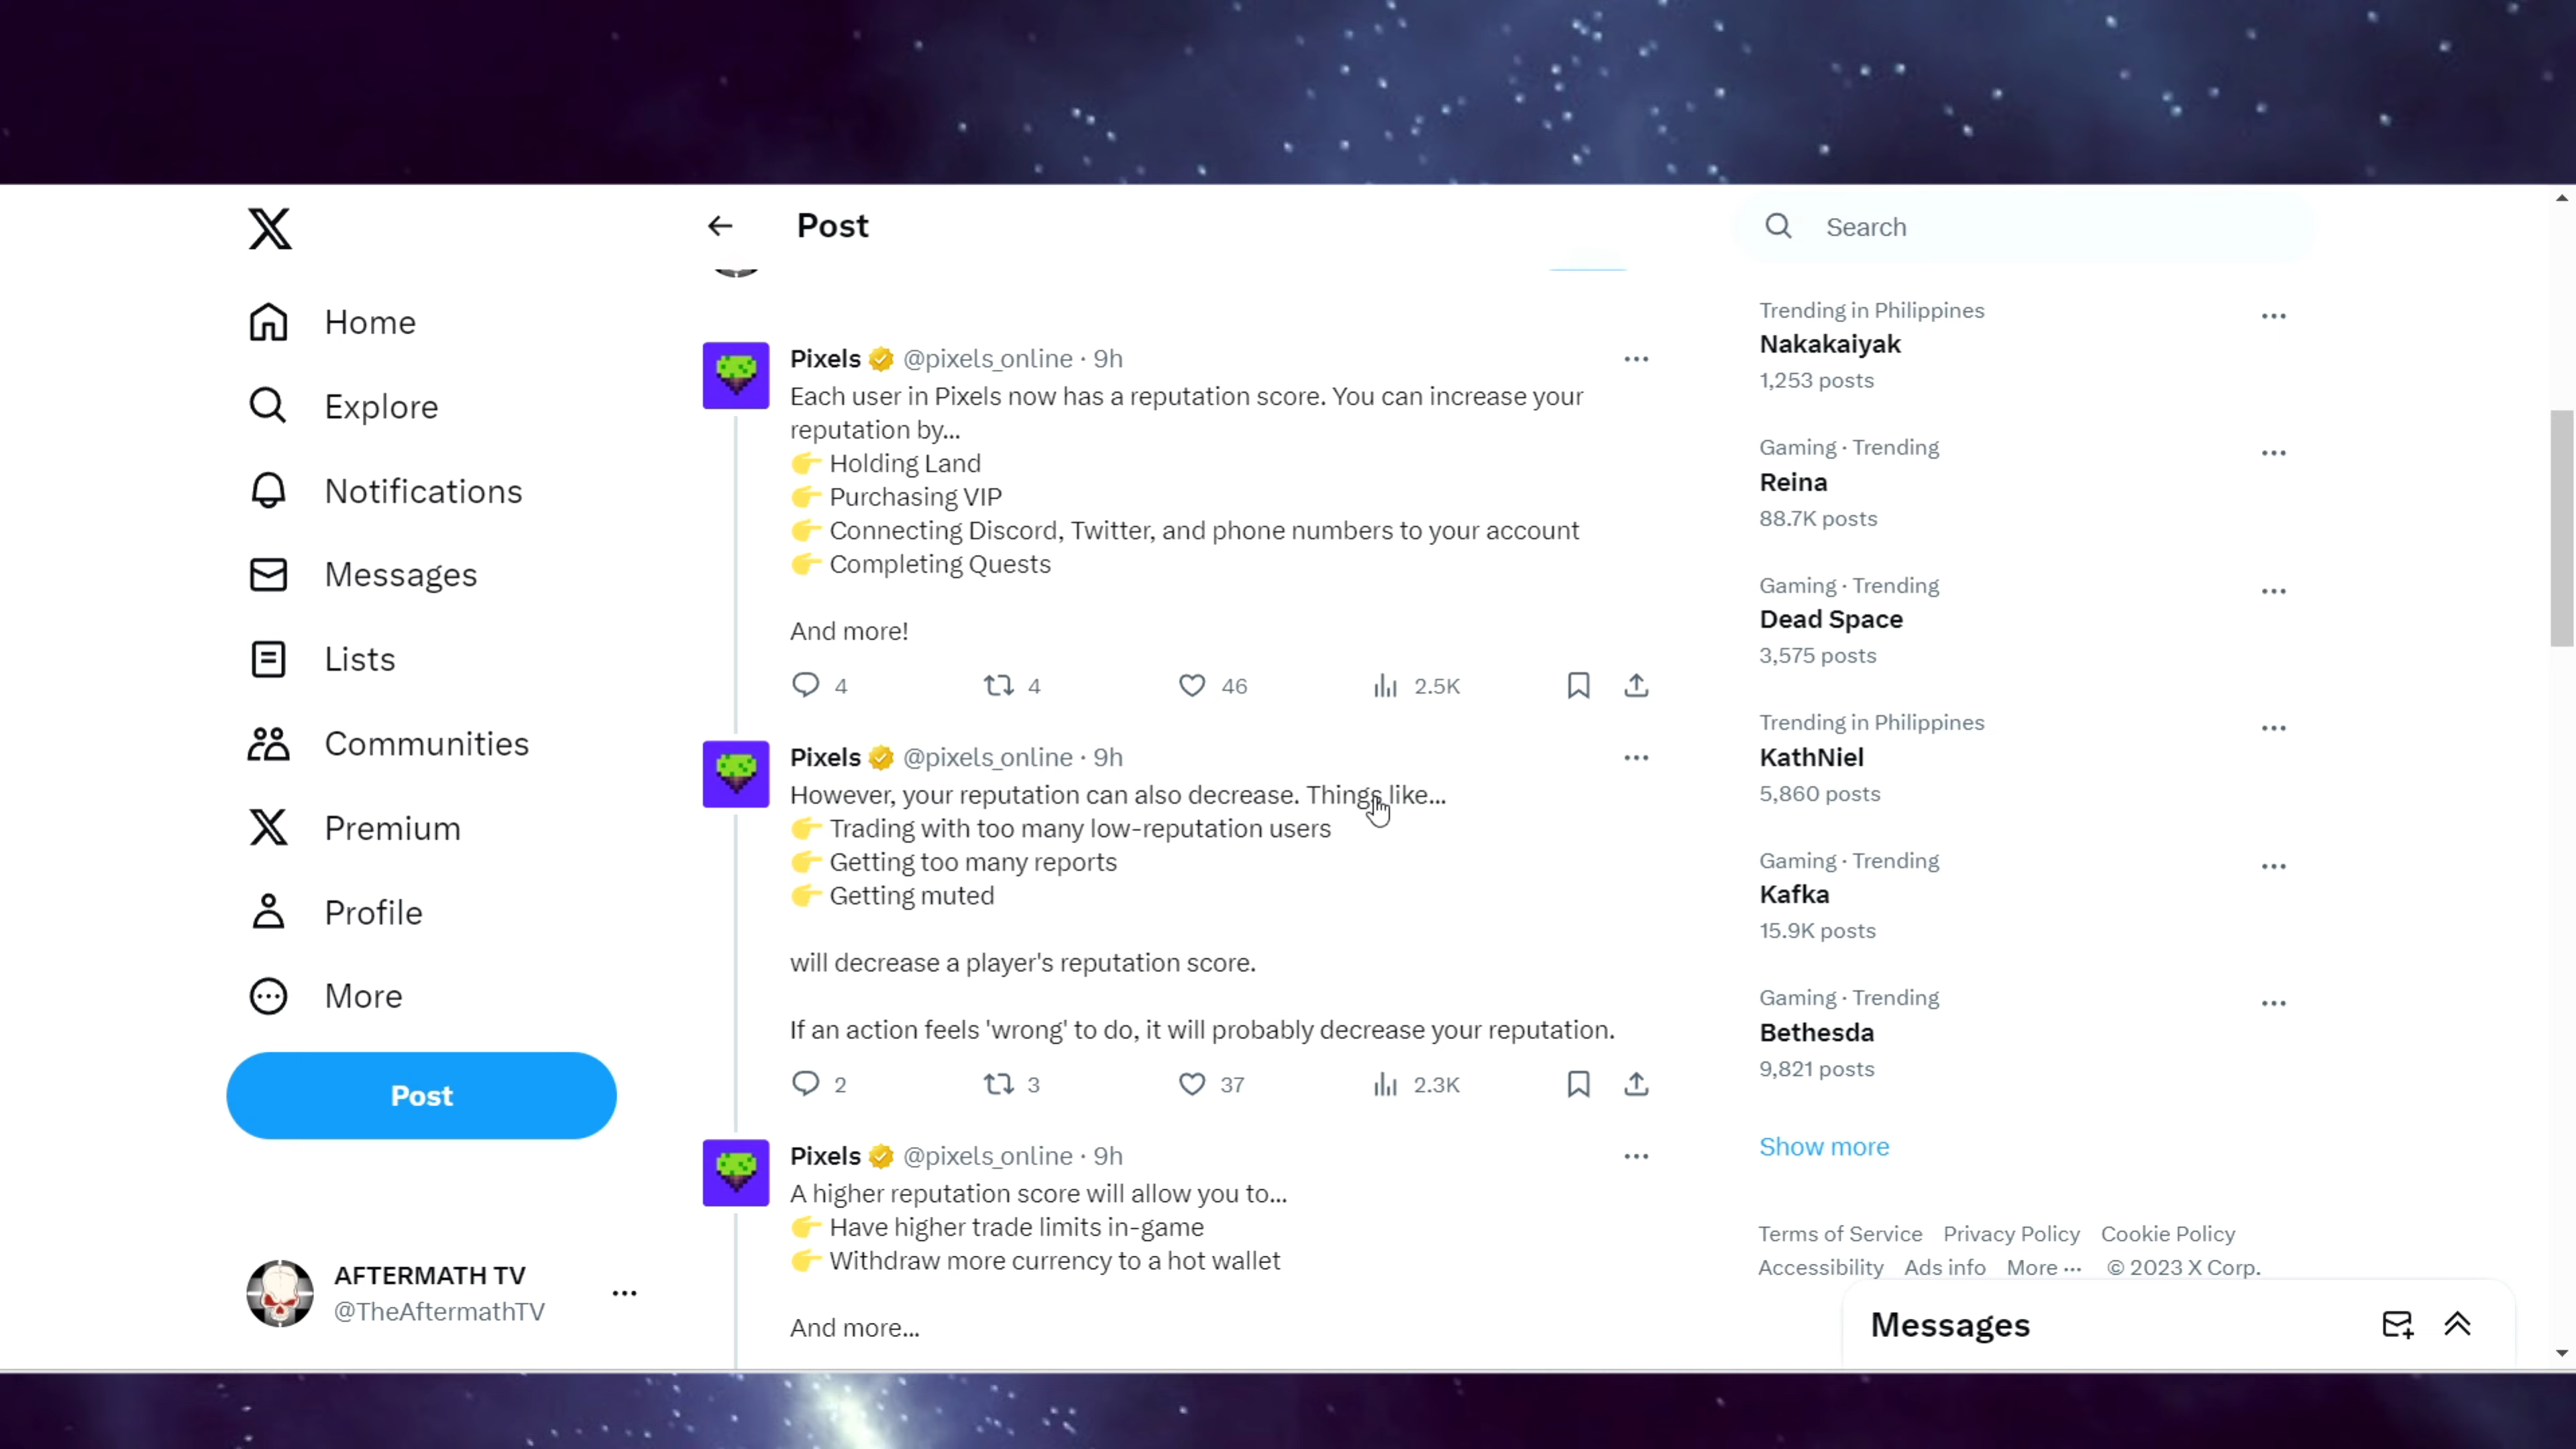 Post
Search
Home
Explore
Notifications
Messages
Lists
Communities
Premium
Profile
More
Post
AFTERMATH TV
@TheAftermathTV
Pixels @pixels_online · 9h
Each user in Pixels now has a reputation score. You can increase your
reputation by...
👉 Holding Land
👉 Purchasing VIP
👉 Connecting Discord, Twitter, and phone numbers to your account
👉 Completing Quests
And more!
4 4 46 2.5K
Pixels @pixels_online · 9h
However, your reputation can also decrease. Things like...
👉 Trading with too many low-reputation users
👉 Getting too many reports
👉 Getting muted
will decrease a player's reputation score.
If an action feels 'wrong' to do, it will probably decrease your reputation.
2 3 37 2.3K
Pixels @pixels_online · 9h
A higher reputation score will allow you to...
👉 Have higher trade limits in-game
👉 Withdraw more currency to a hot wallet
And more...
Trending in Philippines
Nakakaiyak
1,253 posts
Gaming · Trending
Reina
88.7K posts
Gaming · Trending
Dead Space
3,575 posts
Trending in Philippines
KathNiel
5,860 posts
Gaming · Trending
Kafka
15.9K posts
Gaming · Trending
Bethesda
9,821 posts
Show more
Terms of Service Privacy Policy Cookie Policy
Accessibility Ads info More ··· © 2023 X Corp.
Messages